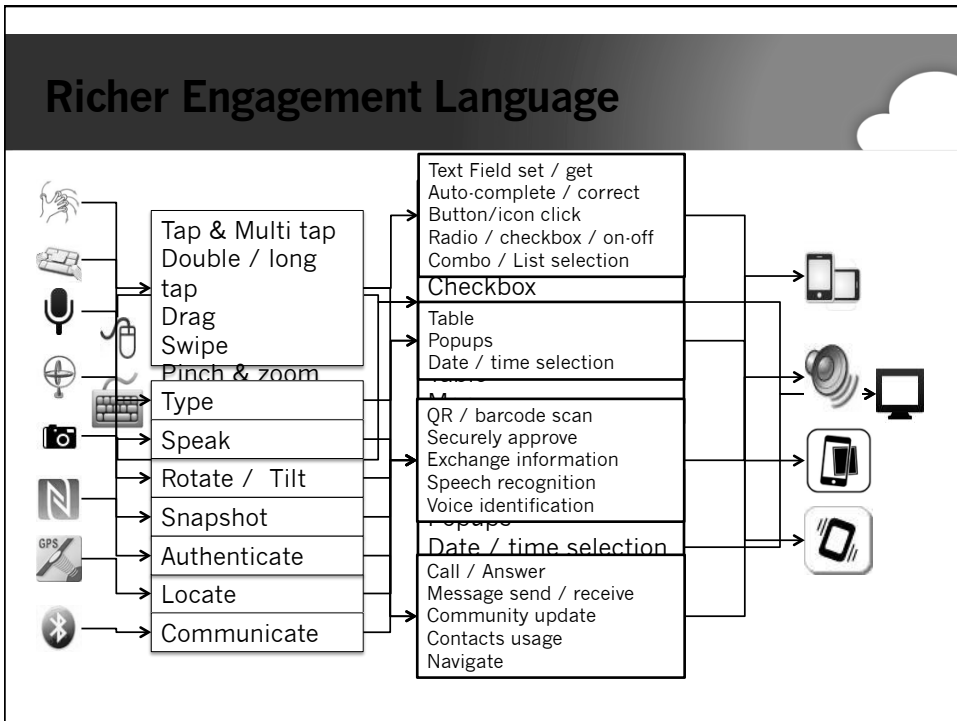 Richer Engagement Language
Tap & Multi tap
Double / long
tap
Drag
Swipe
Pinch & zoom
Type
Speak
Rotate / Tilt
Snapshot
Authenticate
Locate
Communicate
Text Field set / get
Auto-complete / correct
Button/icon click
Radio / checkbox / on-off
Combo / List selection
Checkbox
Table
Popups
Date / time selection
QR / barcode scan
Securely approve
Exchange information
Speech recognition
Voice identification
Popups
Date / time selection
Call / Answer
Message send / receive
Community update
Contacts usage
Navigate
GPS